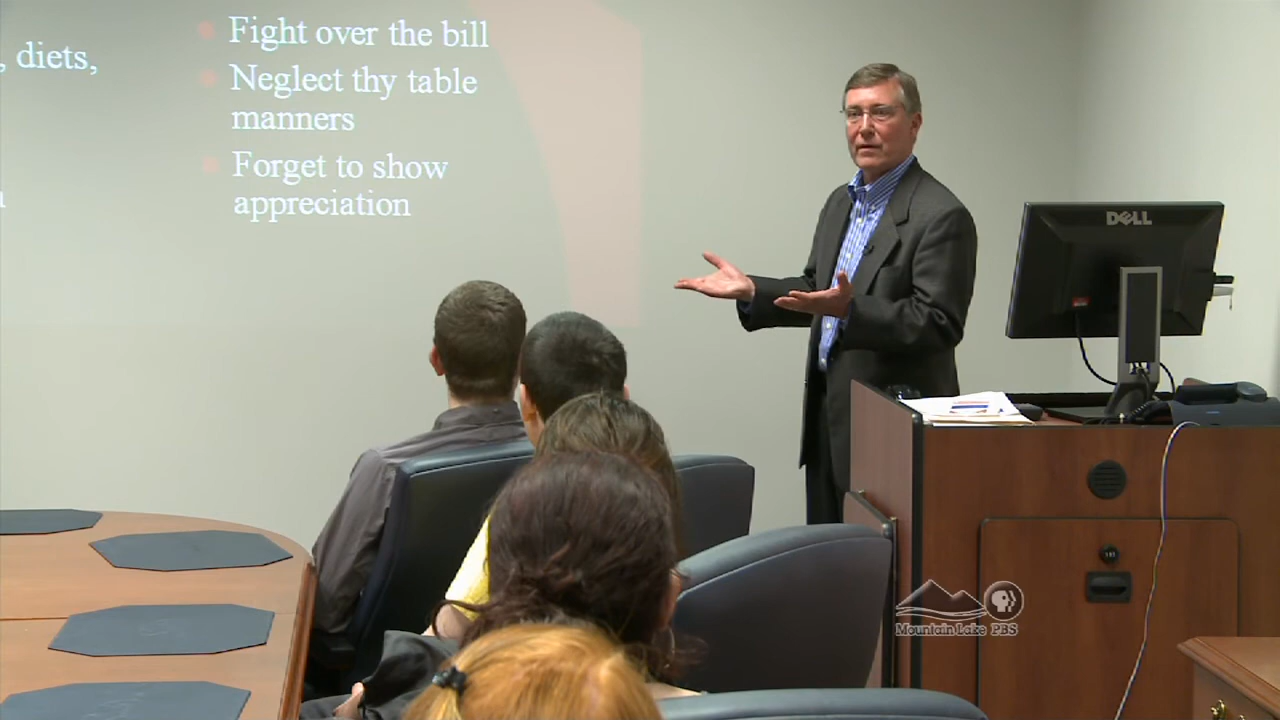 , diets,
Fight over the bill
Neglect thy table
manners
Forget to show
appreciation
DELL
Mountain Lake PBS